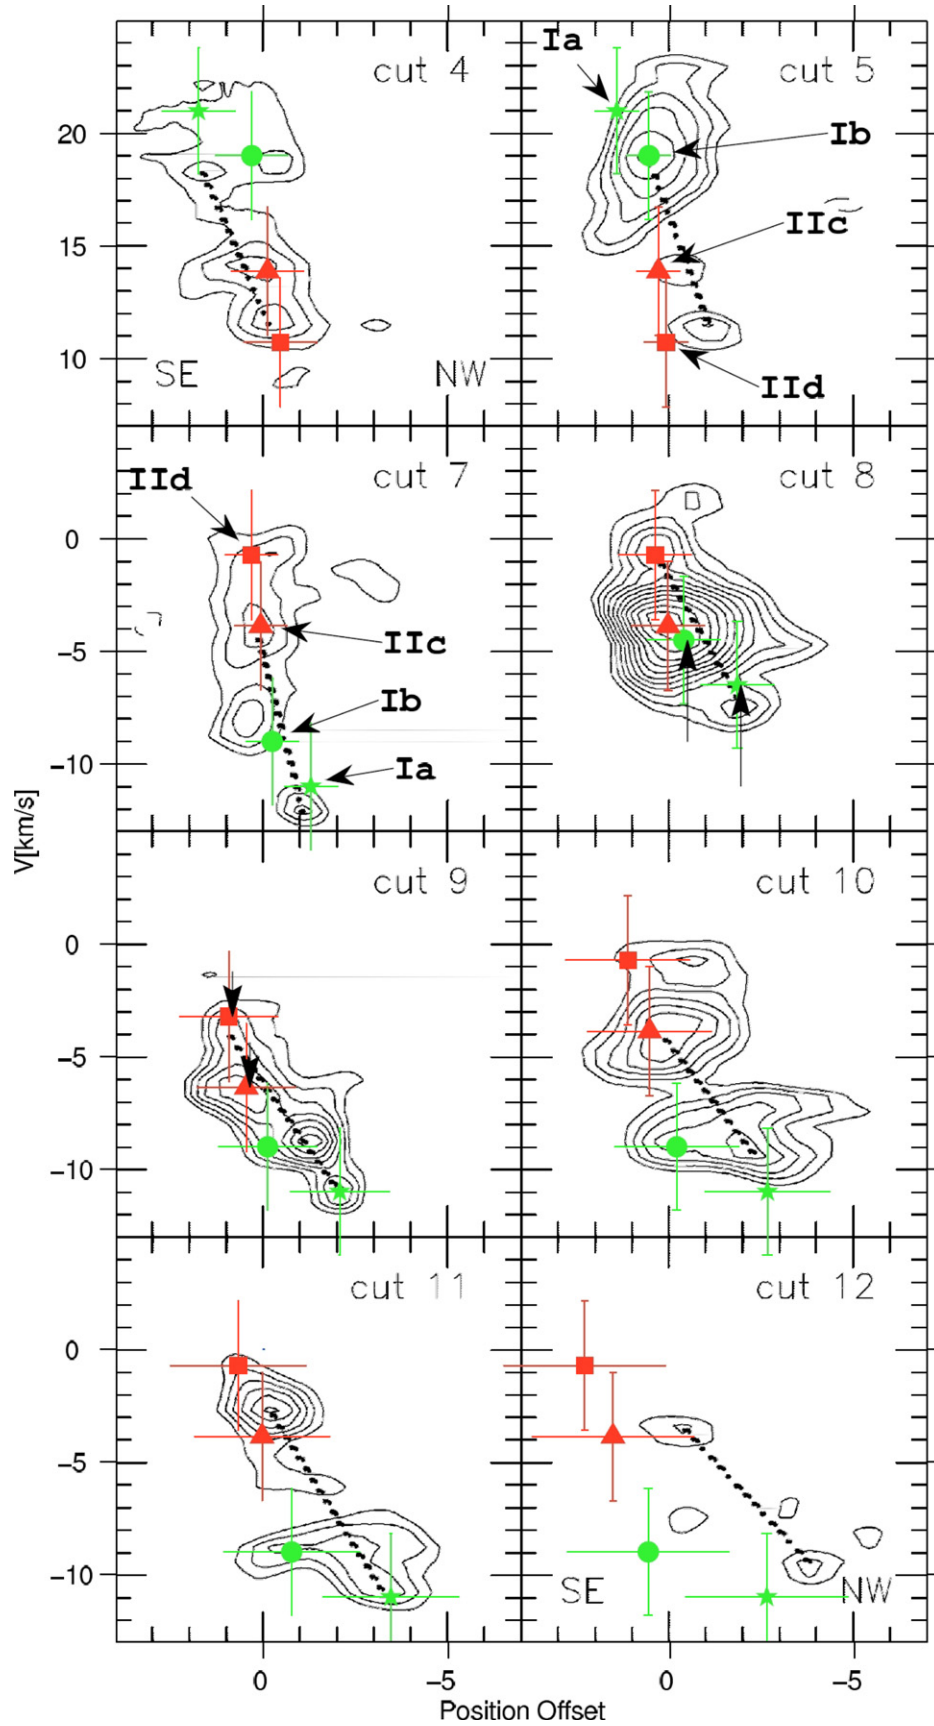 cut 4
cut 5
Ia
Ib
IIc
IId
20
15
10
SE
NW
cut 7
cut 8
IId
IIc
Ib
Ia
0
−5
−10
V[km/s]
cut 9
cut 10
0
−5
−10
cut 11
cut 12
0
−5
−10
SE
NW
0
−5
0
−5
Position Offset